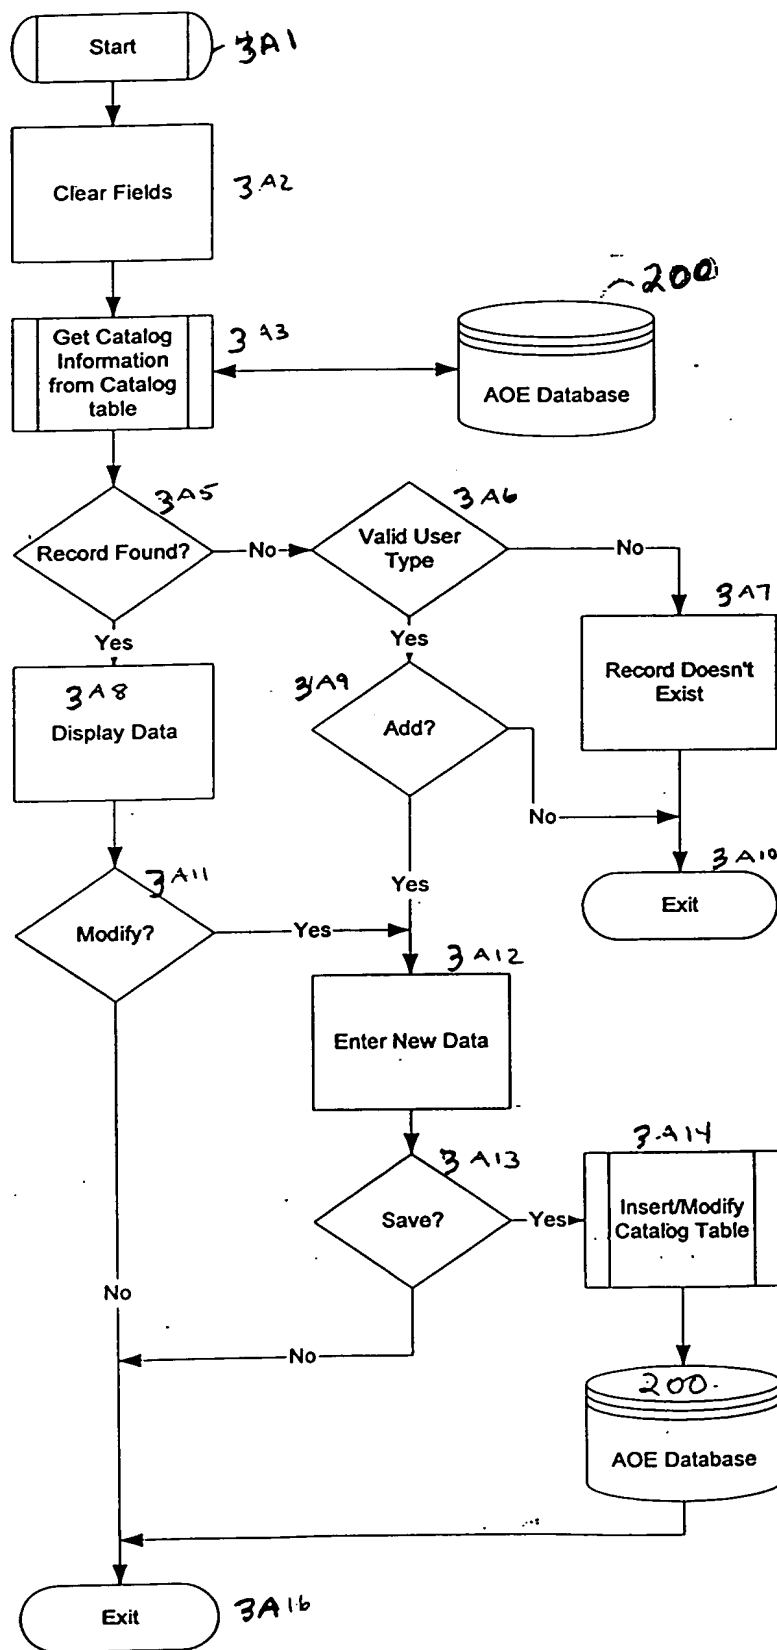 Start
3A1
Clear Fields
3A2
200
Get Catalog
Information
from Catalog
table
3A3
AOE Database
3A5
3A6
Record Found?
No
Valid User
Type
No
3A7
Yes
Yes
Record Doesn't
Exist
3A8
Display Data
3A9
Add?
No
3A10
3A11
Yes
Exit
Modify?
Yes
3A12
Enter New Data
3A14
3A13
Save?
Yes
Insert/Modify
Catalog Table
No
No
200
AOE Database
Exit
3A16